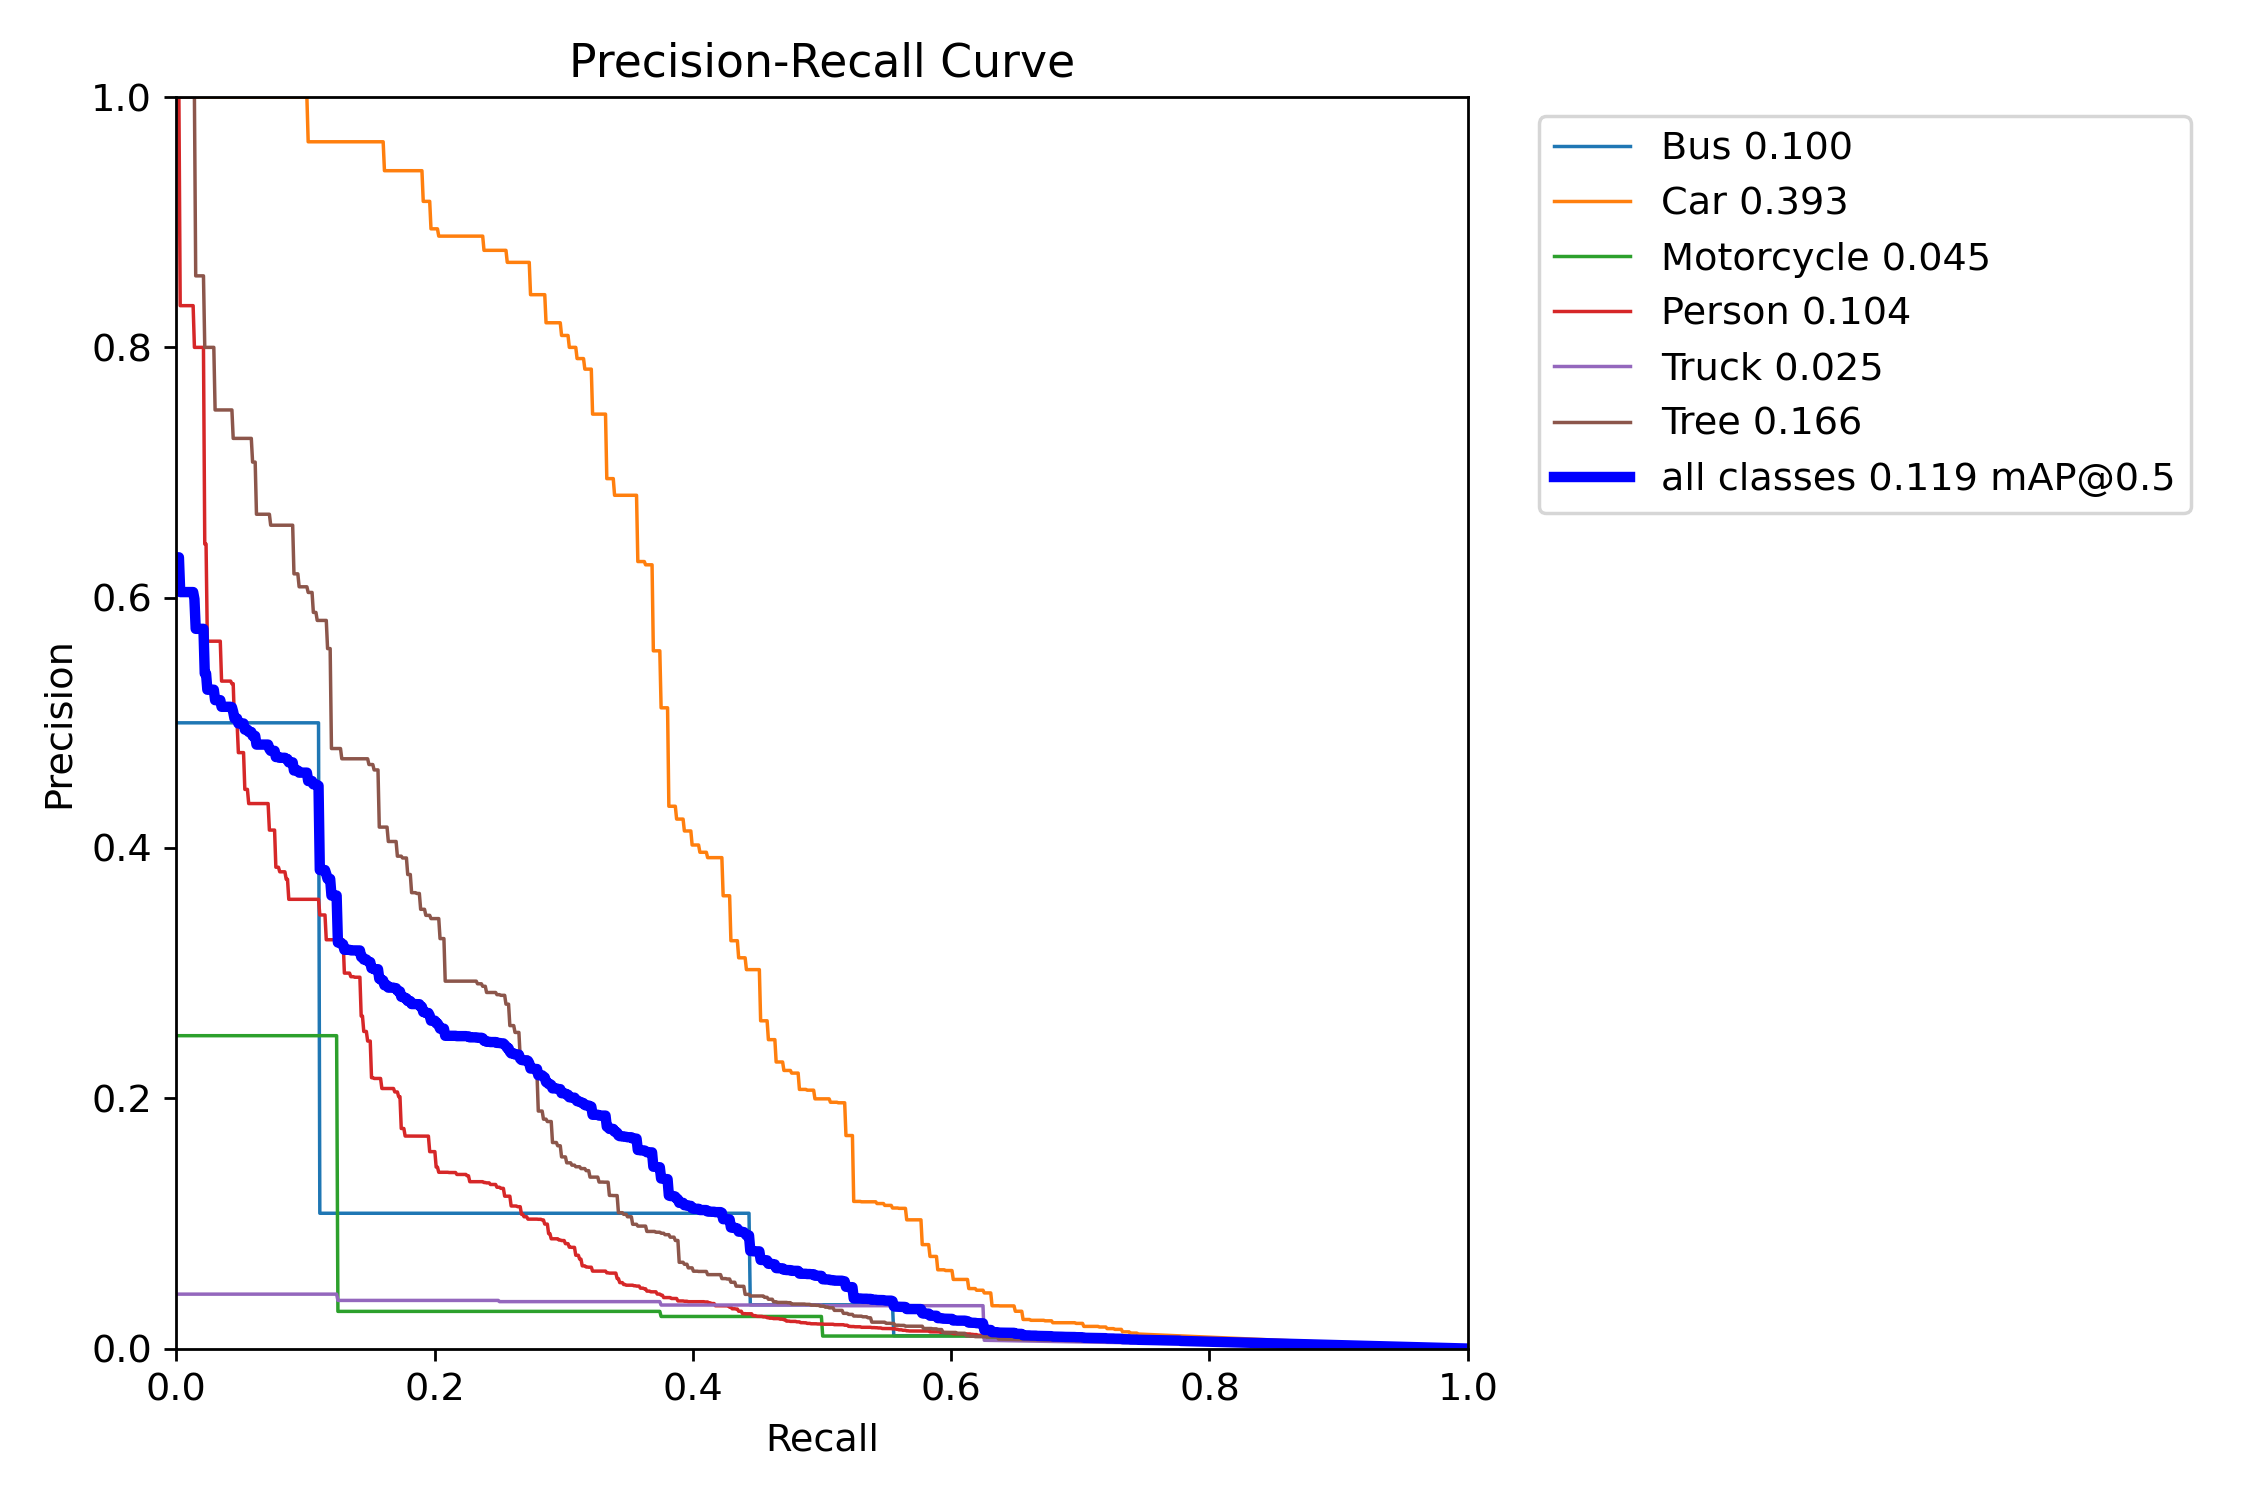 Precision-Recall Curve
1.0
0.8
0.6
0.4
0.2
0.0
Precision
0.0 0.2 0.4 0.6 0.8 1.0
Recall
Bus 0.100
Car 0.393
Motorcycle 0.045
Person 0.104
Truck 0.025
Tree 0.166
all classes 0.119 mAP@0.5